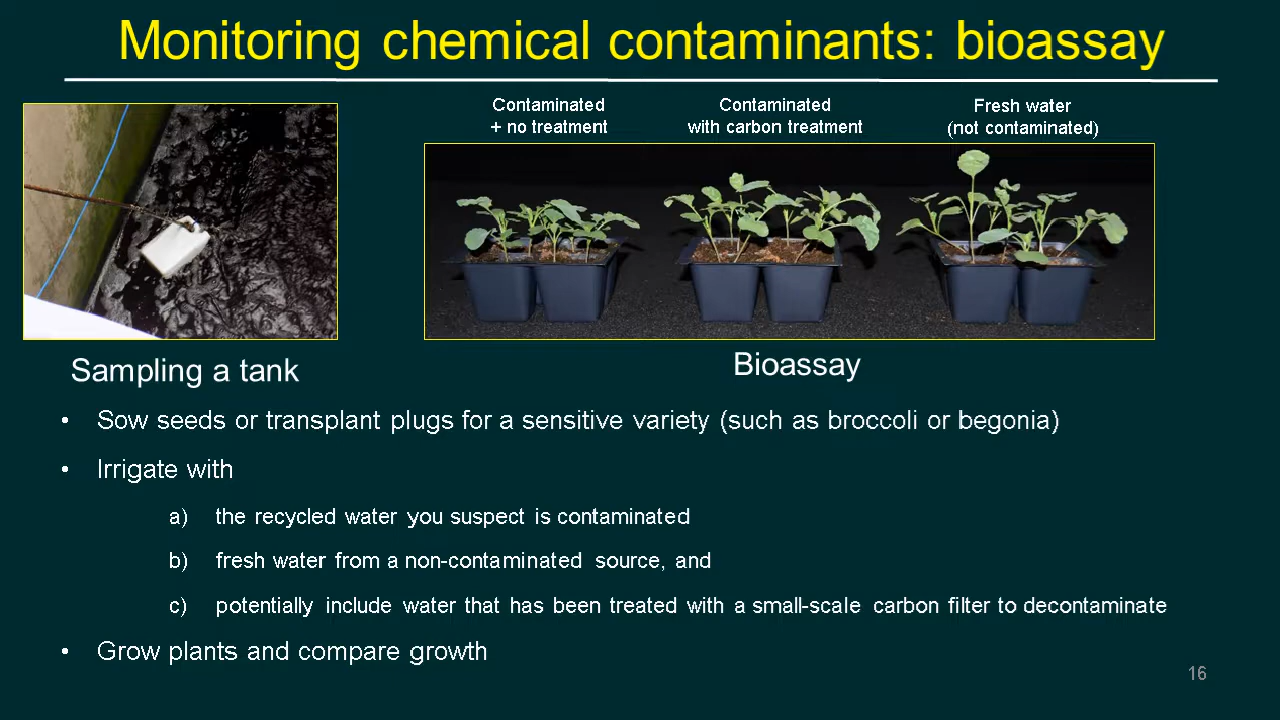 Monitoring chemical contaminants: bioassay
Contaminated
+ no treatment
Contaminated
with carbon treatment
Fresh water
(not contaminated)
Sampling a tank
Bioassay
• Sow seeds or transplant plugs for a sensitive variety (such as broccoli or begonia)
• Irrigate with
a) the recycled water you suspect is contaminated
b) fresh water from a non-contaminated source, and
c) potentially include water that has been treated with a small-scale carbon filter to decontaminate
• Grow plants and compare growth
16